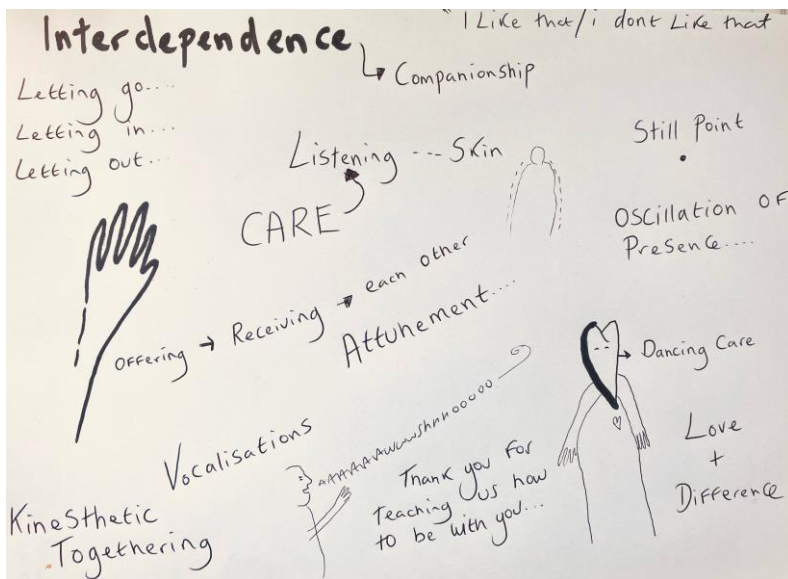 Interdependence
"I Like that/i dont Like that
Companionship
Letting go....
Letting in...
Letting out...
Listening --- Skin
Still Point
CARE
Oscillation OF
Presence....
Offering → Receiving → each other
Attunement....
Dancing Care
Vocalisations
Thank you for
teaching us how
to be with you...
Love
+
Difference
Kinesthetic
Togethering